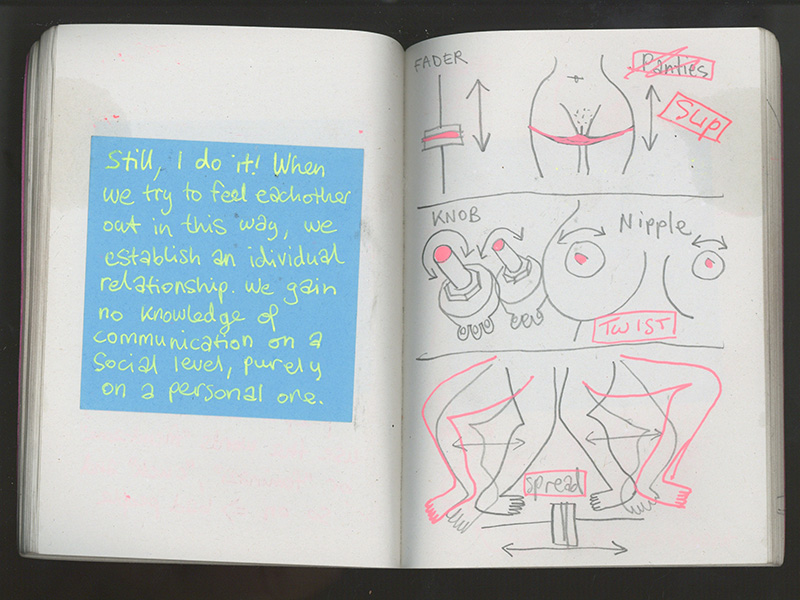 Still, I do it! When
we try to feel eachother
out in this way, we
establish an idividual
relationship. We gain
no knowledge of
communication on a
social level, purely
on a personal one.
FADER
Panties
SLIP
KNOB
Nipple
TWIST
spread